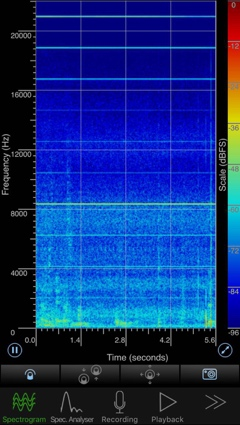 20000
16000
12000
8000
4000
0
Frequency (Hz)
0.0
1.4
2.8
4.2
5.6
Time (seconds)
0
-12
-24
-36
-48
-60
-72
-84
-96
Scale (dBFS)
Spectrogram
Spec. Analyser
Recording
Playback